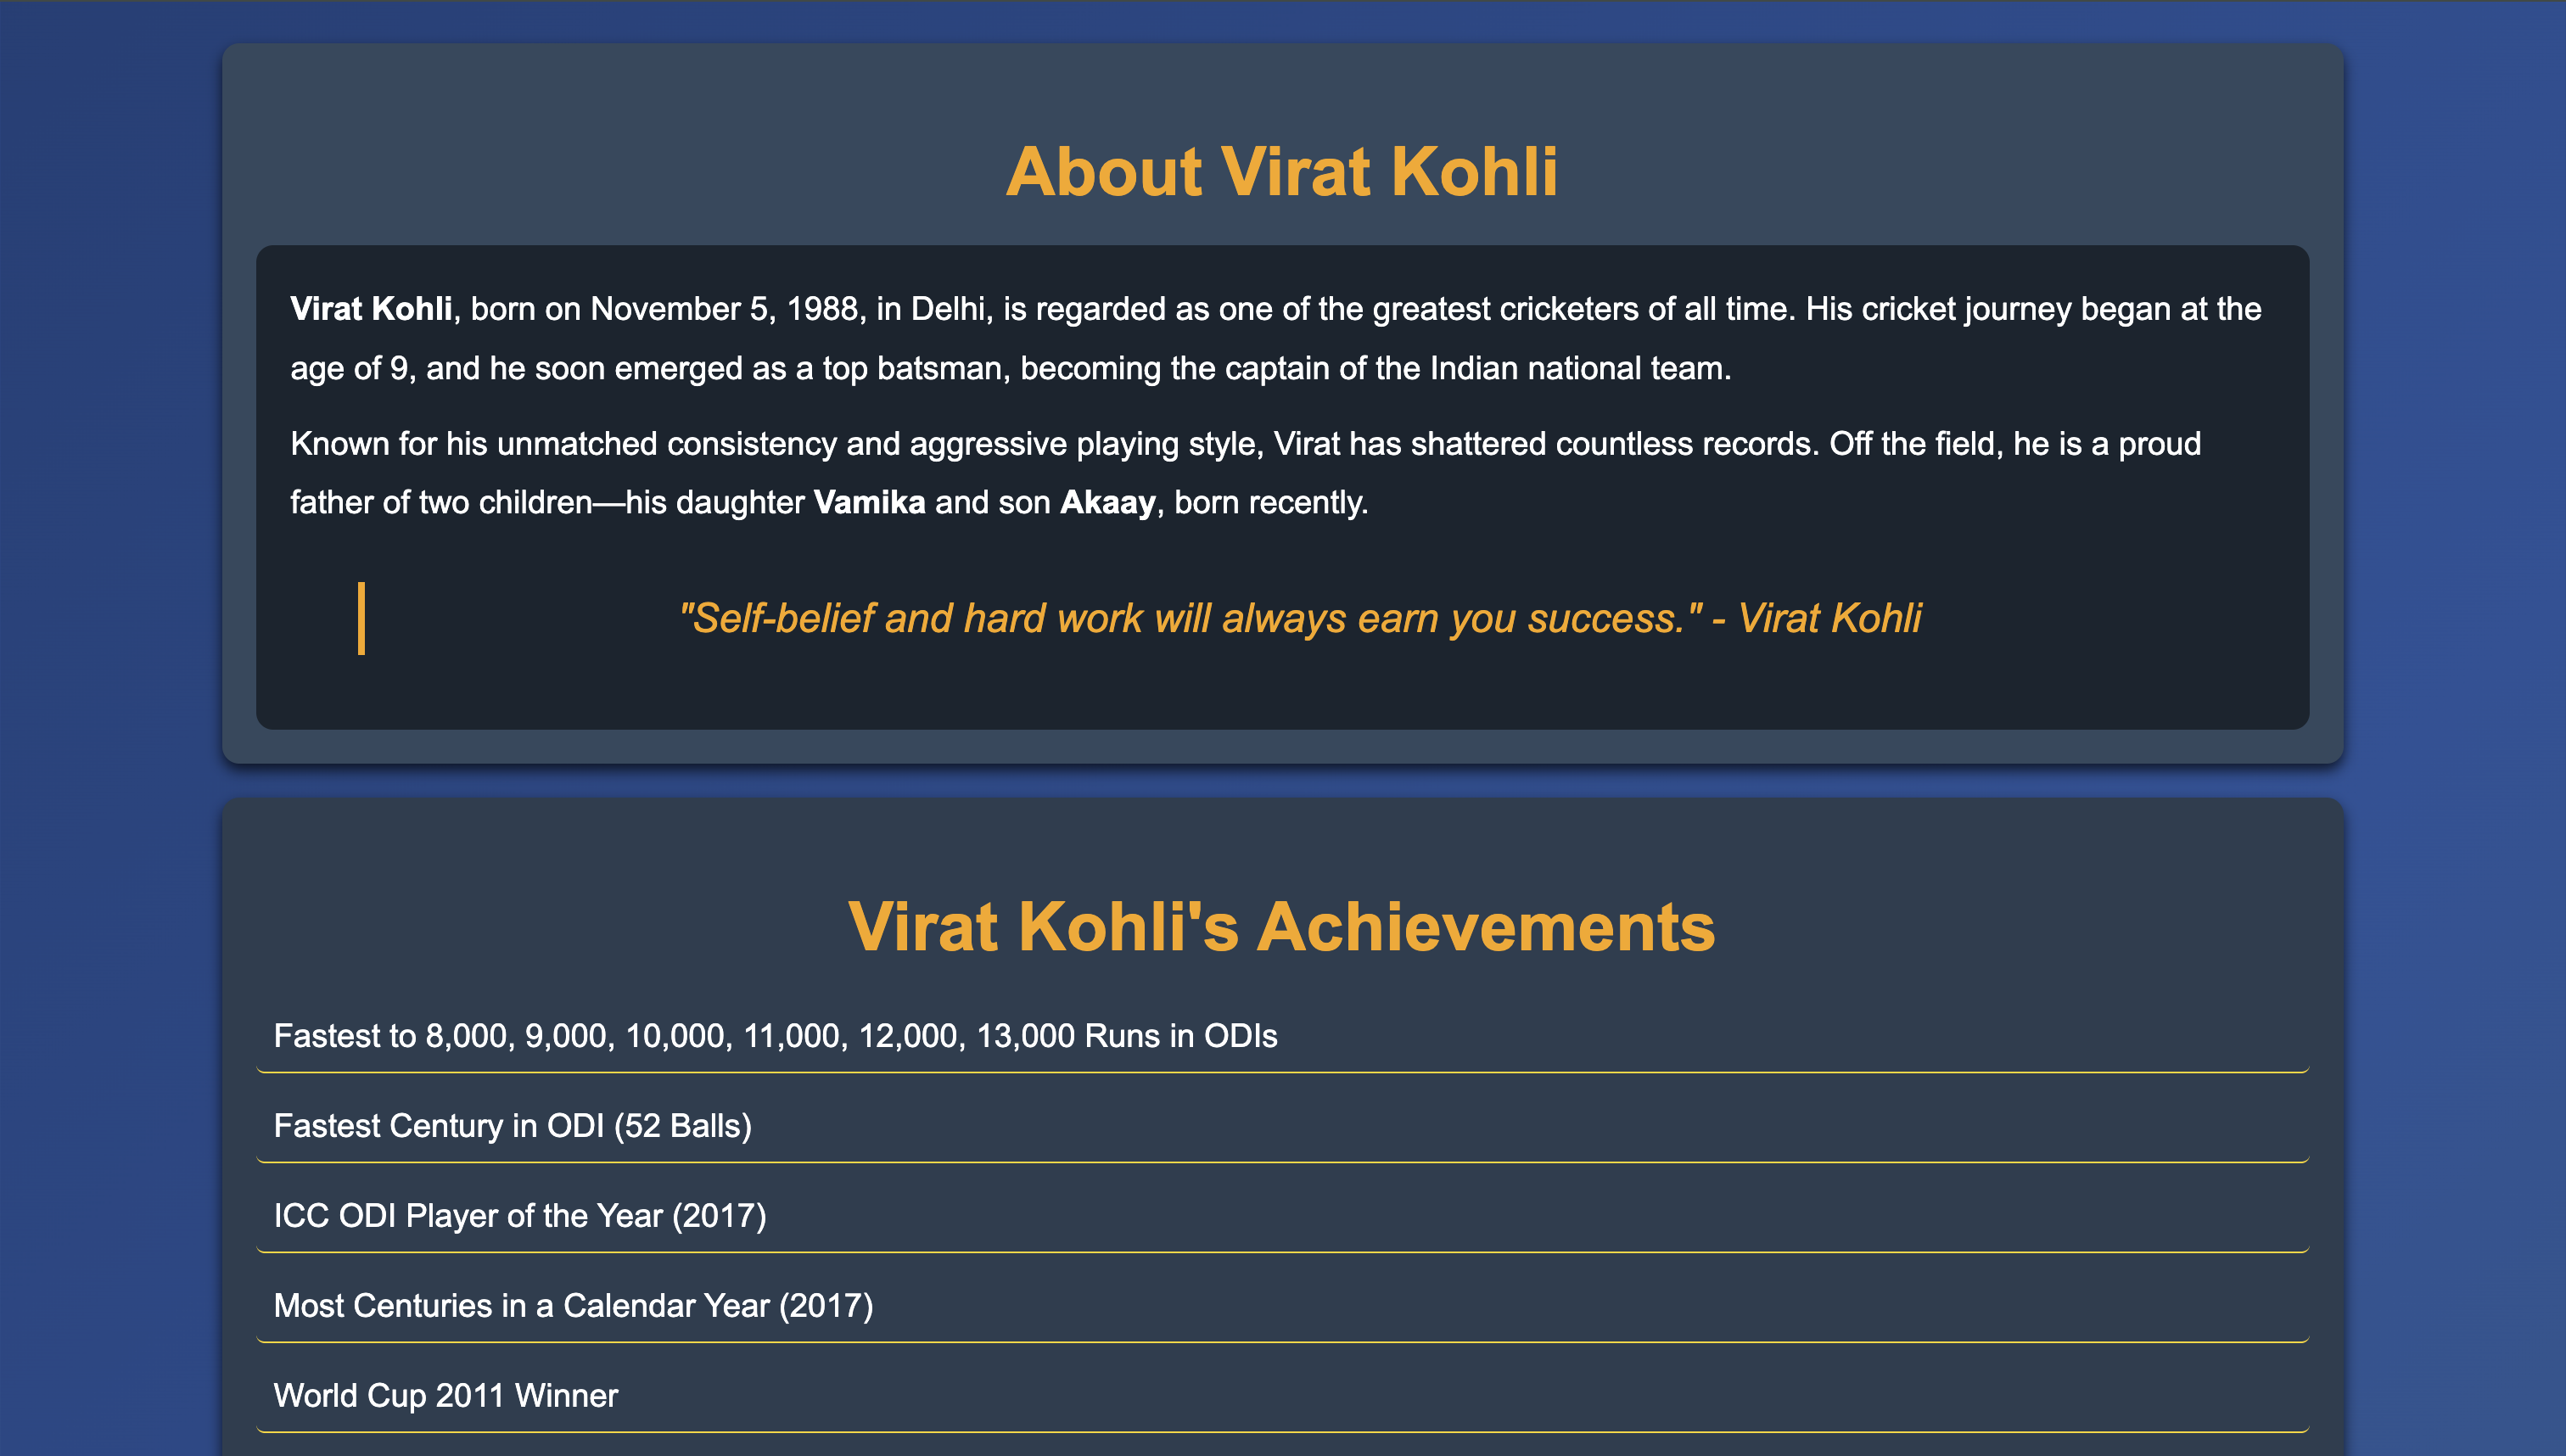 About Virat Kohli
Virat Kohli, born on November 5, 1988, in Delhi, is regarded as one of the greatest cricketers of all time. His cricket journey began at the
age of 9, and he soon emerged as a top batsman, becoming the captain of the Indian national team.
Known for his unmatched consistency and aggressive playing style, Virat has shattered countless records. Off the field, he is a proud
father of two children—his daughter Vamika and son Akaay, born recently.
"Self-belief and hard work will always earn you success." - Virat Kohli
Virat Kohli's Achievements
Fastest to 8,000, 9,000, 10,000, 11,000, 12,000, 13,000 Runs in ODIs
Fastest Century in ODI (52 Balls)
ICC ODI Player of the Year (2017)
Most Centuries in a Calendar Year (2017)
World Cup 2011 Winner